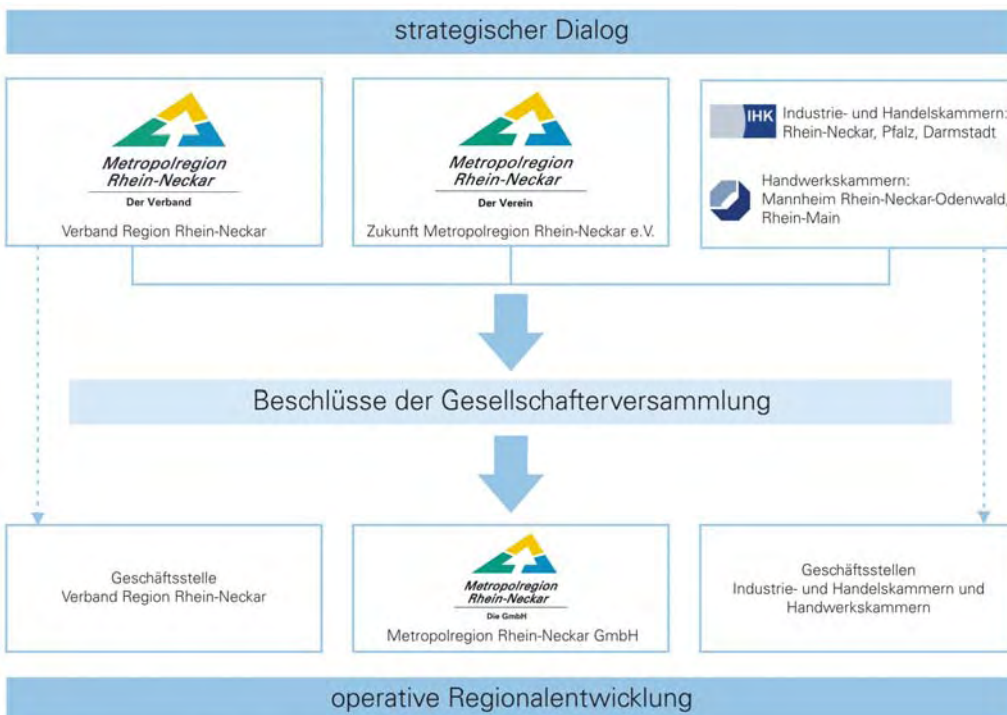 strategischer Dialog
Metropolregion
Rhein-Neckar
Der Verband
Verband Region Rhein-Neckar
Metropolregion
Rhein-Neckar
Der Verein
Zukunft Metropolregion Rhein-Neckar e.V.
IHK
Industrie- und Handelskammern:
Rhein-Neckar, Pfalz, Darmstadt
Handwerkskammern:
Mannheim Rhein-Neckar-Odenwald,
Rhein-Main
Beschlüsse der Gesellschafterversammlung
Geschäftsstelle
Verband Region Rhein-Neckar
Metropolregion
Rhein-Neckar
Die GmbH
Metropolregion Rhein-Neckar GmbH
Geschäftsstellen
Industrie- und Handelskammern und
Handwerkskammern
operative Regionalentwicklung